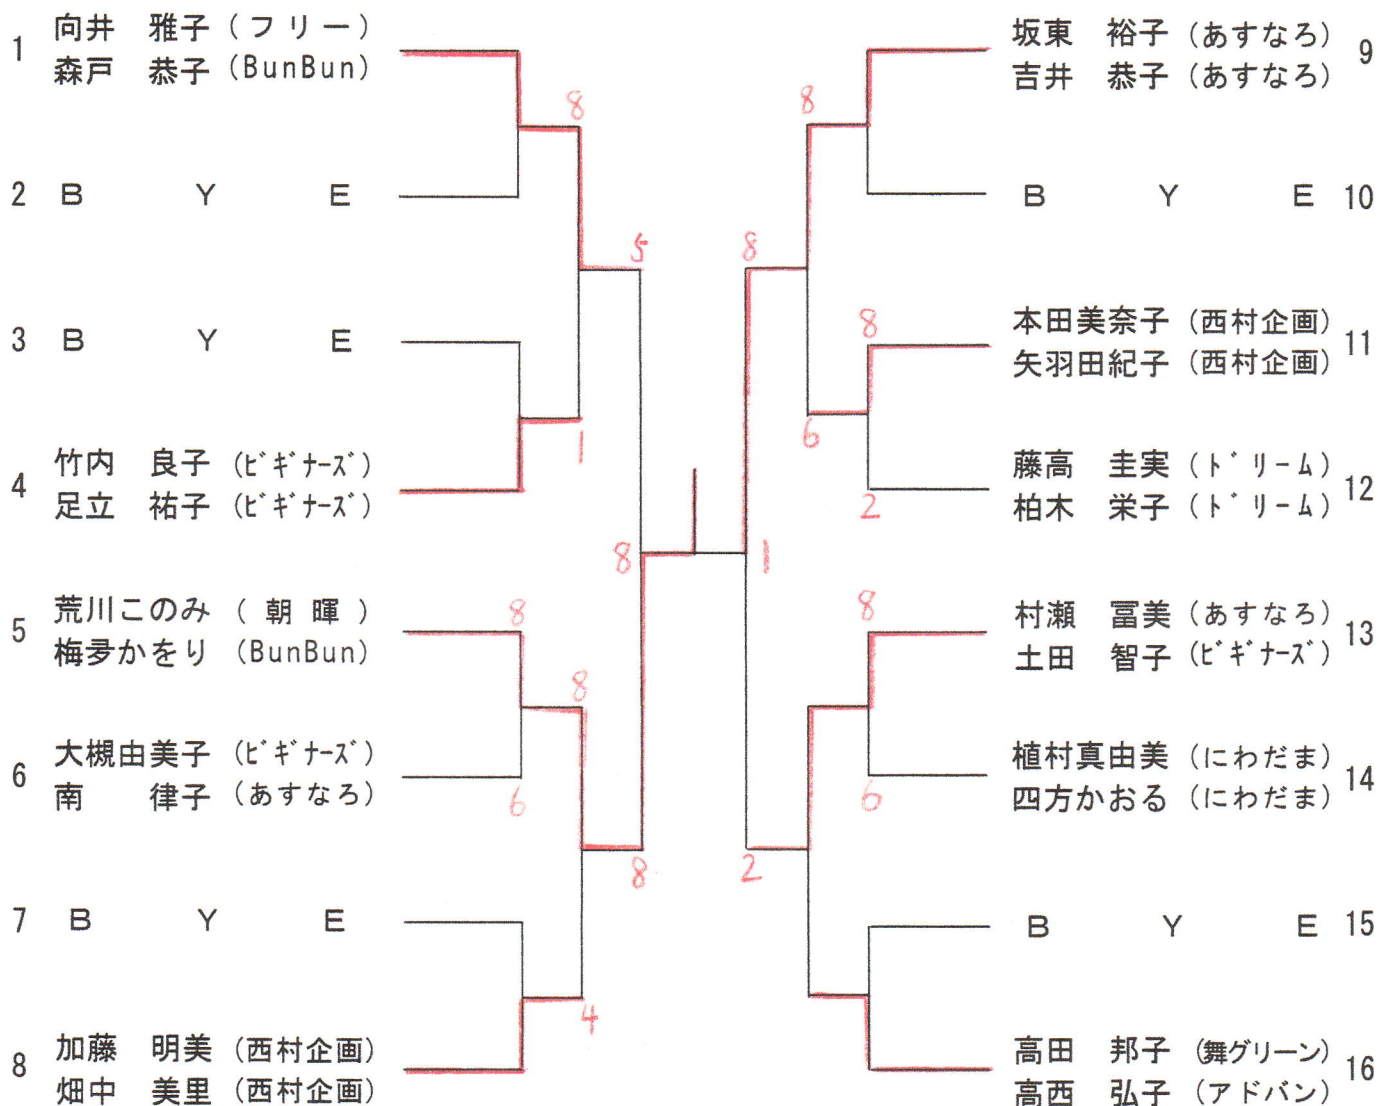 1 向井 雅子 (フリー)
森戸 恭子 (BunBun)
2 B Y E
3 B Y E
4 竹内 良子 (ビギナーズ)
足立 祐子 (ビギナーズ)
5 荒川このみ (朝暉)
梅夛かをり (BunBun)
6 大槻由美子 (ビギナーズ)
南 律子 (あすなろ)
7 B Y E
8 加藤 明美 (西村企画)
畑中 美里 (西村企画)
8
1
5
8
6
8
4
8
8
坂東 裕子 (あすなろ) 9
吉井 恭子 (あすなろ)
B Y E 10
本田美奈子 (西村企画) 11
矢羽田紀子 (西村企画)
藤高 圭実 (ドリーム) 12
柏木 栄子 (ドリーム)
村瀬 冨美 (あすなろ) 13
土田 智子 (ビギナーズ)
植村真由美 (にわだま) 14
四方かおる (にわだま)
B Y E 15
高田 邦子 (舞グリーン) 16
高西 弘子 (アドバン)
8
8
8
6
2
1
8
6
2